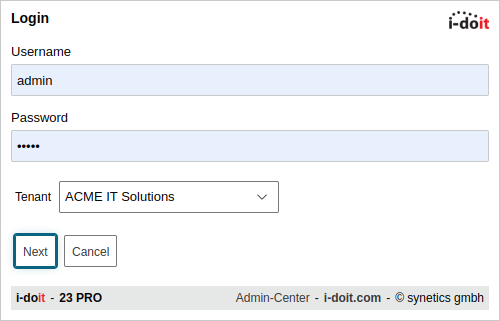 Login
i-doit
Username
admin
Password
•••••
Tenant ACME IT Solutions
Next Cancel
i-doit - 23 PRO Admin-Center - i-doit.com - © synetics gmbh